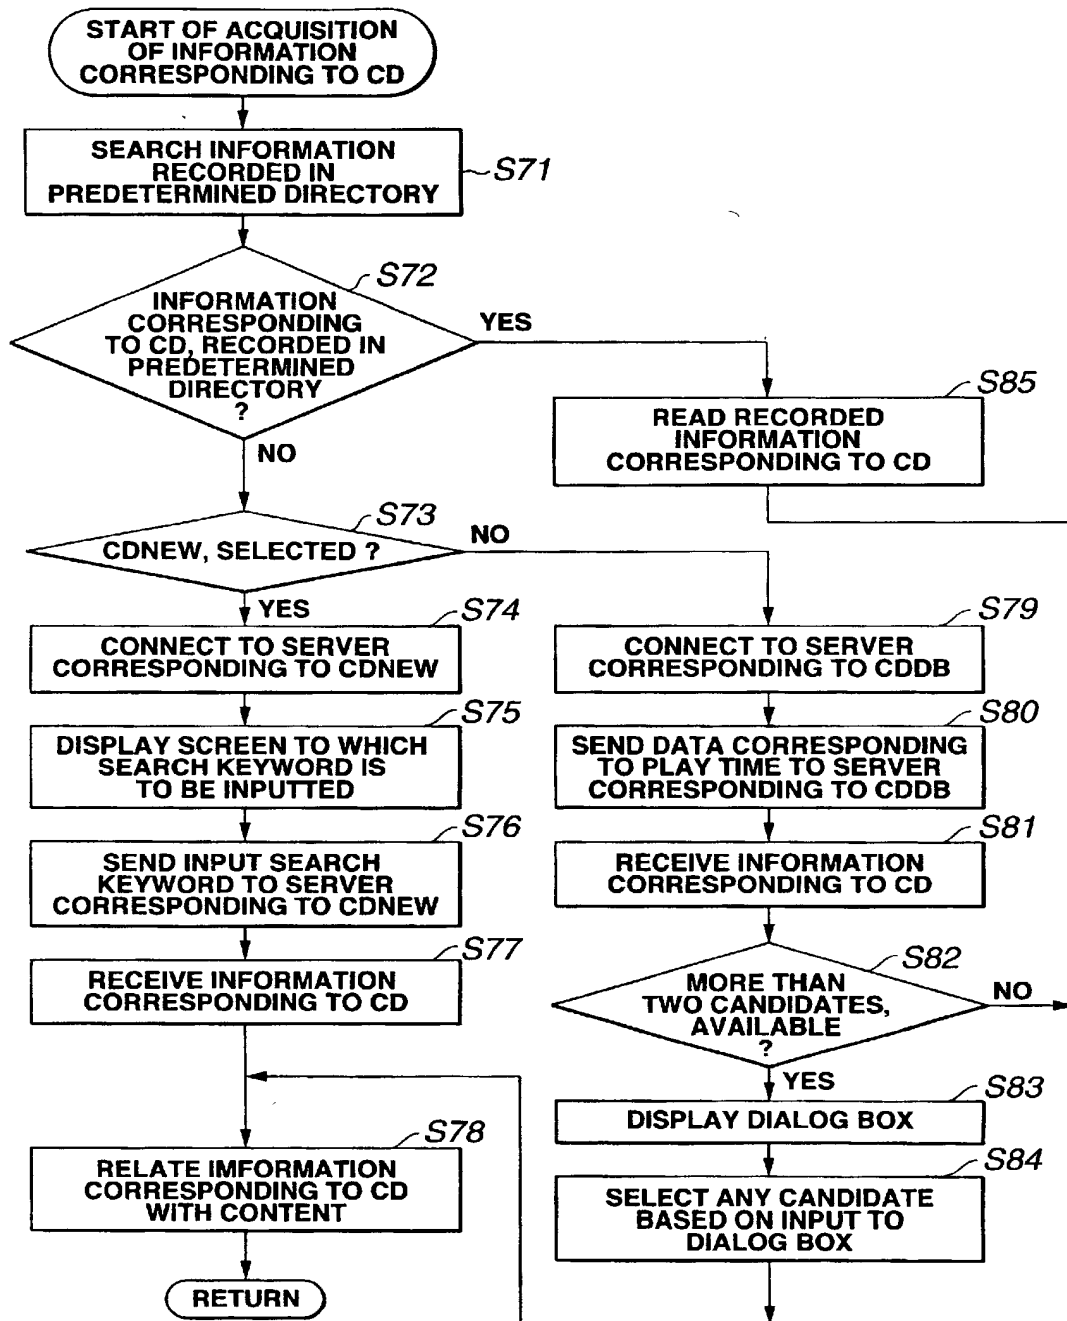 START OF ACQUISITION
OF INFORMATION
CORRESPONDING TO CD
SEARCH INFORMATION
RECORDED IN
PREDETERMINED DIRECTORY
S71
S72
INFORMATION
CORRESPONDING
TO CD, RECORDED IN
PREDETERMINED
DIRECTORY
?
YES
NO
S85
READ RECORDED
INFORMATION
CORRESPONDING TO CD
S73
CDNEW, SELECTED ?
NO
YES
S74
CONNECT TO SERVER
CORRESPONDING TO CDNEW
S75
DISPLAY SCREEN TO WHICH
SEARCH KEYWORD IS
TO BE INPUTTED
S76
SEND INPUT SEARCH
KEYWORD TO SERVER
CORRESPONDING TO CDNEW
S77
RECEIVE INFORMATION
CORRESPONDING TO CD
S78
RELATE IMFORMATION
CORRESPONDING TO CD
WITH CONTENT
RETURN
S79
CONNECT TO SERVER
CORRESPONDING TO CDDB
S80
SEND DATA CORRESPONDING
TO PLAY TIME TO SERVER
CORRESPONDING TO CDDB
S81
RECEIVE INFORMATION
CORRESPONDING TO CD
S82
MORE THAN
TWO CANDIDATES,
AVAILABLE
?
NO
YES
S83
DISPLAY DIALOG BOX
S84
SELECT ANY CANDIDATE
BASED ON INPUT TO
DIALOG BOX